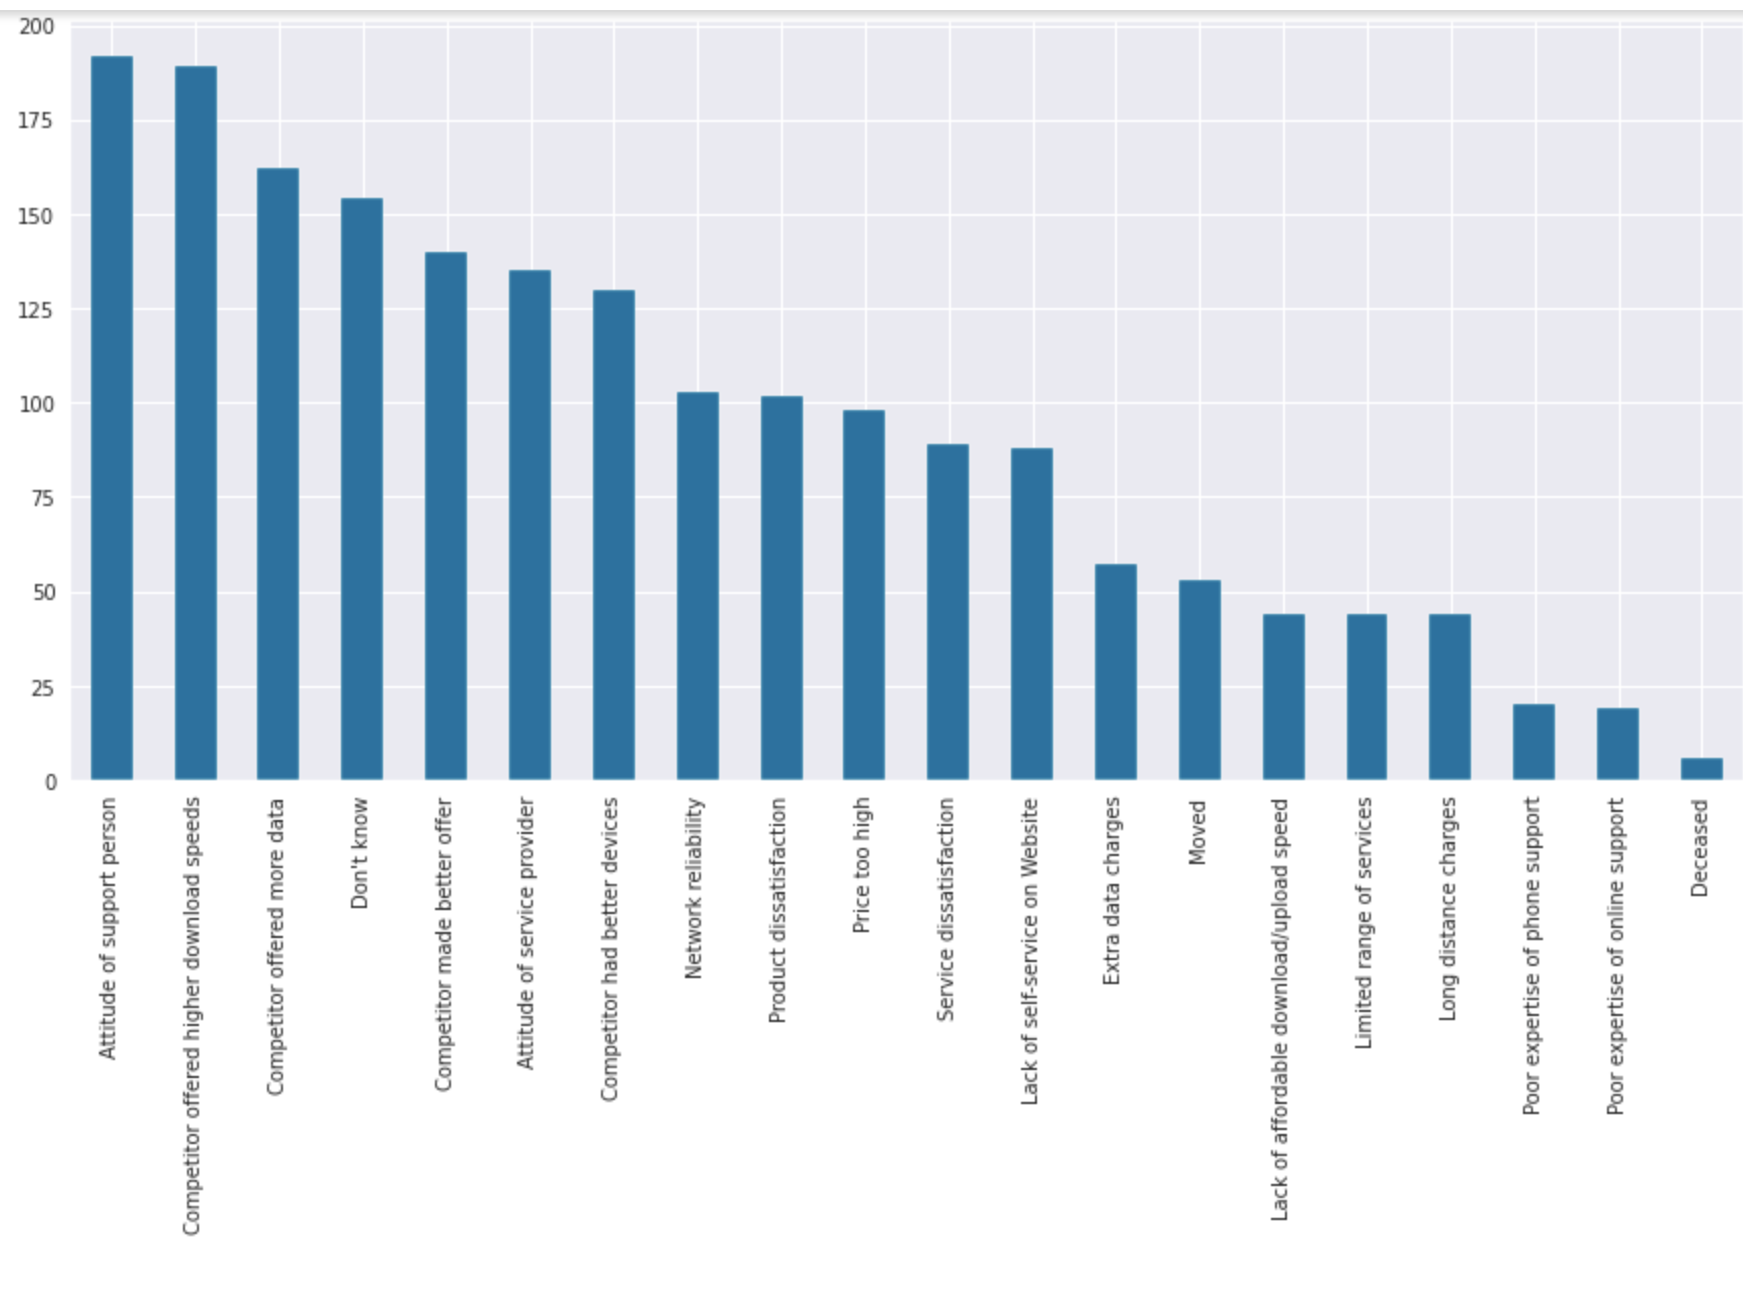 200
175
150
125
100
75
50
25
0
Attitude of support person
Competitor offered higher download speeds
Competitor offered more data
Don't know
Competitor made better offer
Attitude of service provider
Competitor had better devices
Network reliability
Product dissatisfaction
Price too high
Service dissatisfaction
Lack of self-service on Website
Extra data charges
Moved
Lack of affordable download/upload speed
Limited range of services
Long distance charges
Poor expertise of phone support
Poor expertise of online support
Deceased